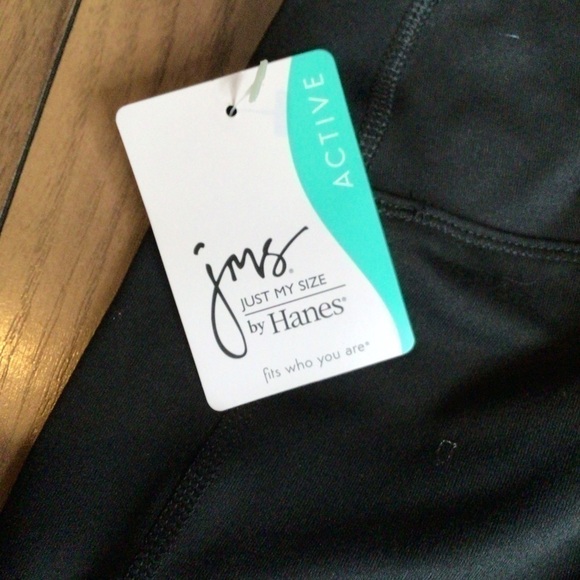 ACTIVE
jms®
JUST MY SIZE
by Hanes®
fits who you are®